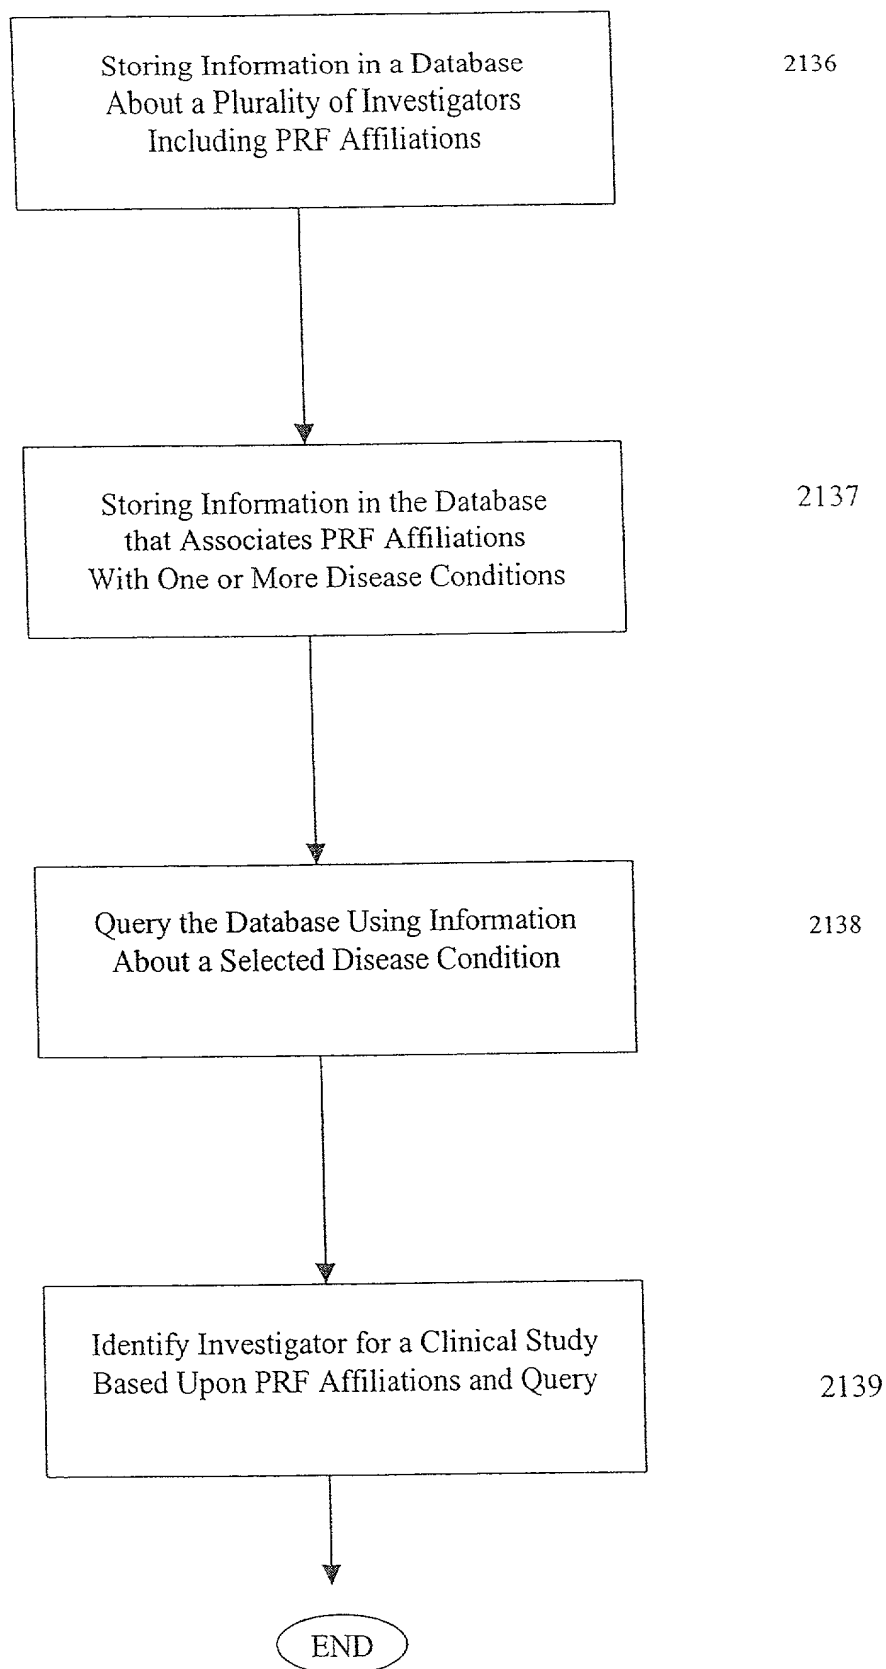 Storing Information in a Database
About a Plurality of Investigators
Including PRF Affiliations
2136
Storing Information in the Database
that Associates PRF Affiliations
With One or More Disease Conditions
2137
Query the Database Using Information
About a Selected Disease Condition
2138
Identify Investigator for a Clinical Study
Based Upon PRF Affiliations and Query
2139
END